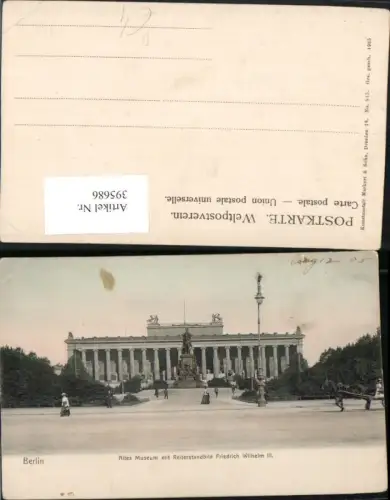 POSTKARTE. Weltpostverein.
Carte postale. — Union postale universelle.
Artikel Nr.
395686
Berlin
Altes Museum mit Reiterstandbild Friedrich Wilhelm III.